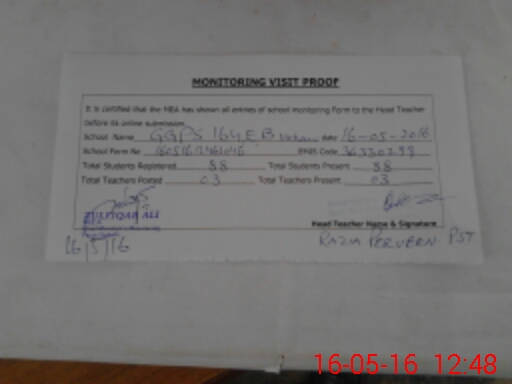 MONITORING VISIT PROOF
It is certified that the MEA has shown all entries of school monitoring Form to the Head Teacher
before its online submission.
School Name GGPS 164 EB date 16-05-2016
School Form No EMIS Code 36330299
Total Students Registered 88 Total Students Present 88
Total Teachers Posted 03 Total Teachers Present 03
ZULFIQAR ALI
Head Teacher Name & Signature
16/5/16 RAZIA PERVEEN PST
16-05-16 12:48